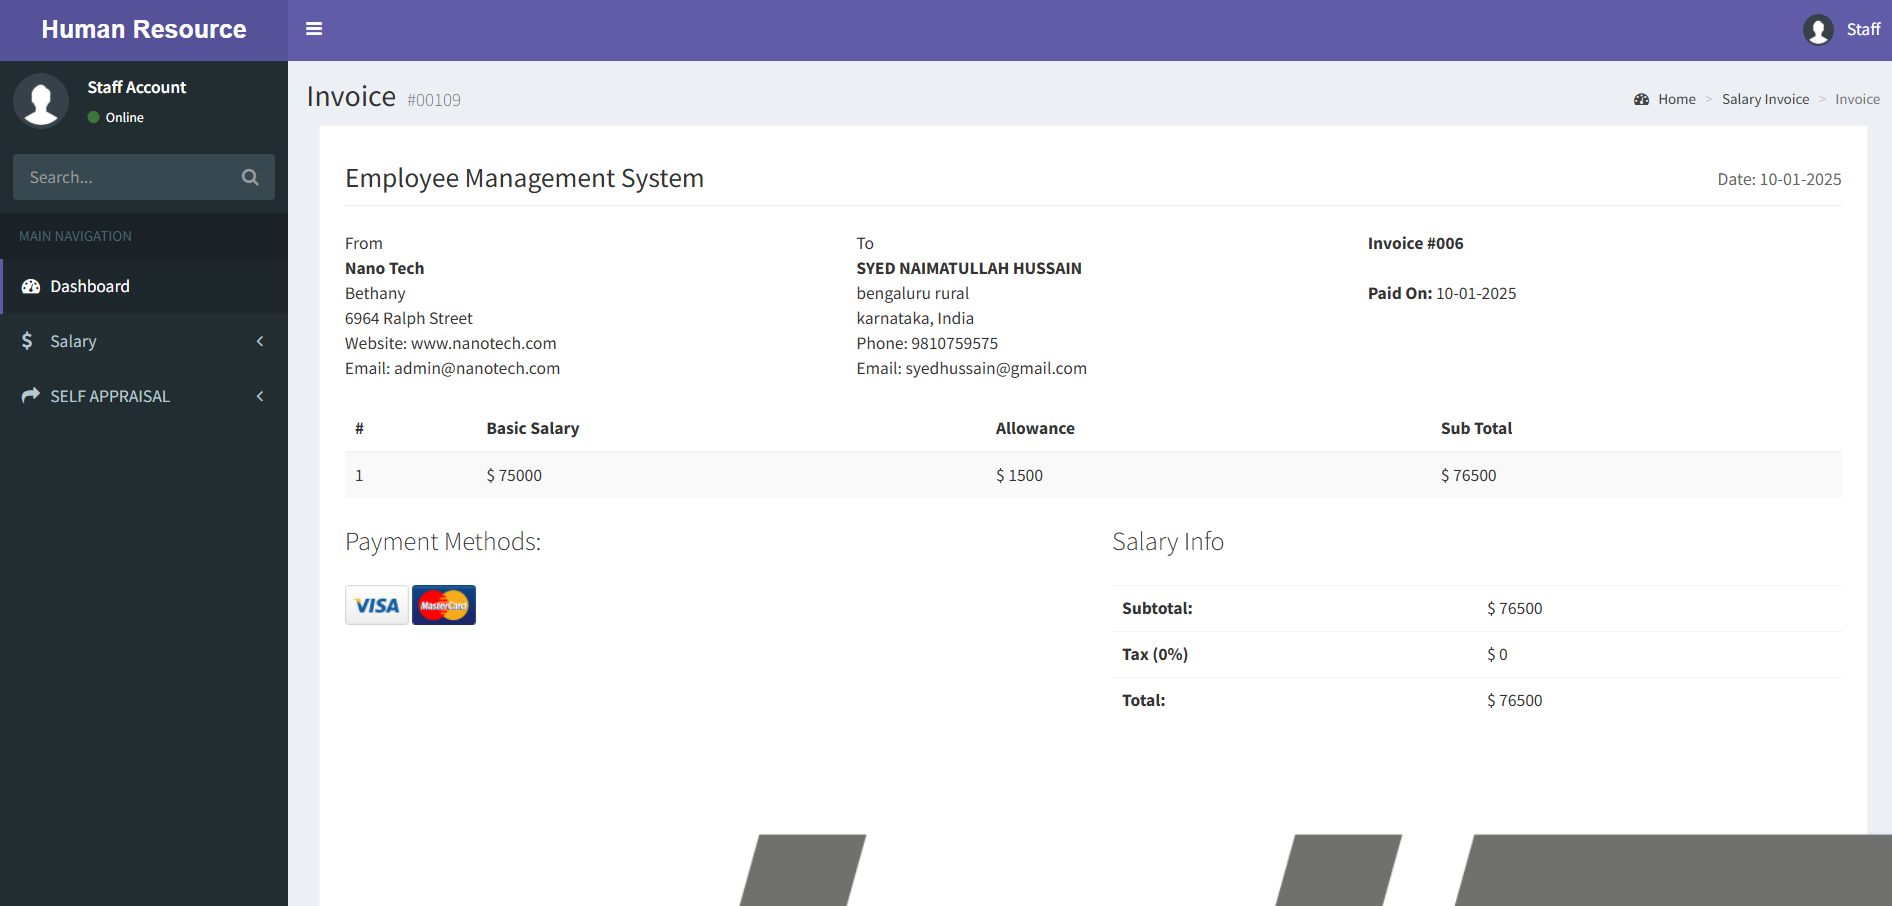 Human Resource
Staff
Staff Account
Online
Search...
MAIN NAVIGATION
Dashboard
Salary
SELF APPRAISAL
Invoice #00109
Home > Salary Invoice > Invoice
Employee Management System
Date: 10-01-2025
From
Nano Tech
Bethany
6964 Ralph Street
Website: www.nanotech.com
Email: admin@nanotech.com
To
SYED NAIMATULLAH HUSSAIN
bengaluru rural
karnataka, India
Phone: 9810759575
Email: syedhussain@gmail.com
Invoice #006
Paid On: 10-01-2025
# Basic Salary Allowance Sub Total
1 $ 75000 $ 1500 $ 76500
Payment Methods:
VISA MasterCard
Salary Info
Subtotal: $ 76500
Tax (0%) $ 0
Total: $ 76500